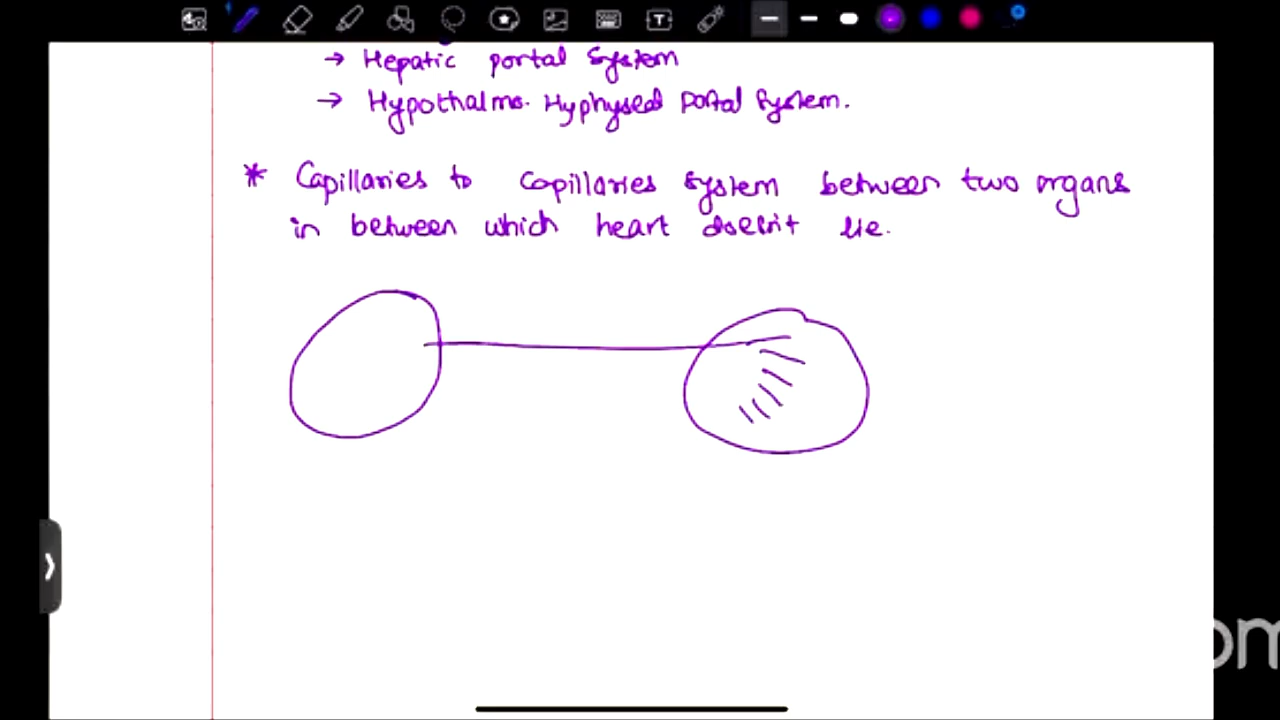 → Hepatic portal System
→ Hypothalmo. Hyphyseal Portal System.
* Capillaries to Capillaries System between two organs
in between which heart doesn't lie.
om